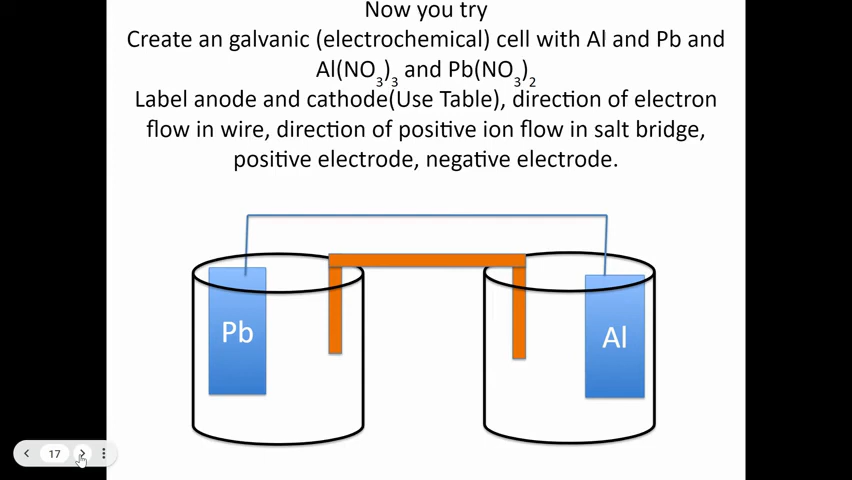 Now you try
Create an galvanic (electrochemical) cell with Al and Pb and
Al(NO3)3 and Pb(NO3)2
Label anode and cathode(Use Table), direction of electron
flow in wire, direction of positive ion flow in salt bridge,
positive electrode, negative electrode.
Pb
Al
17